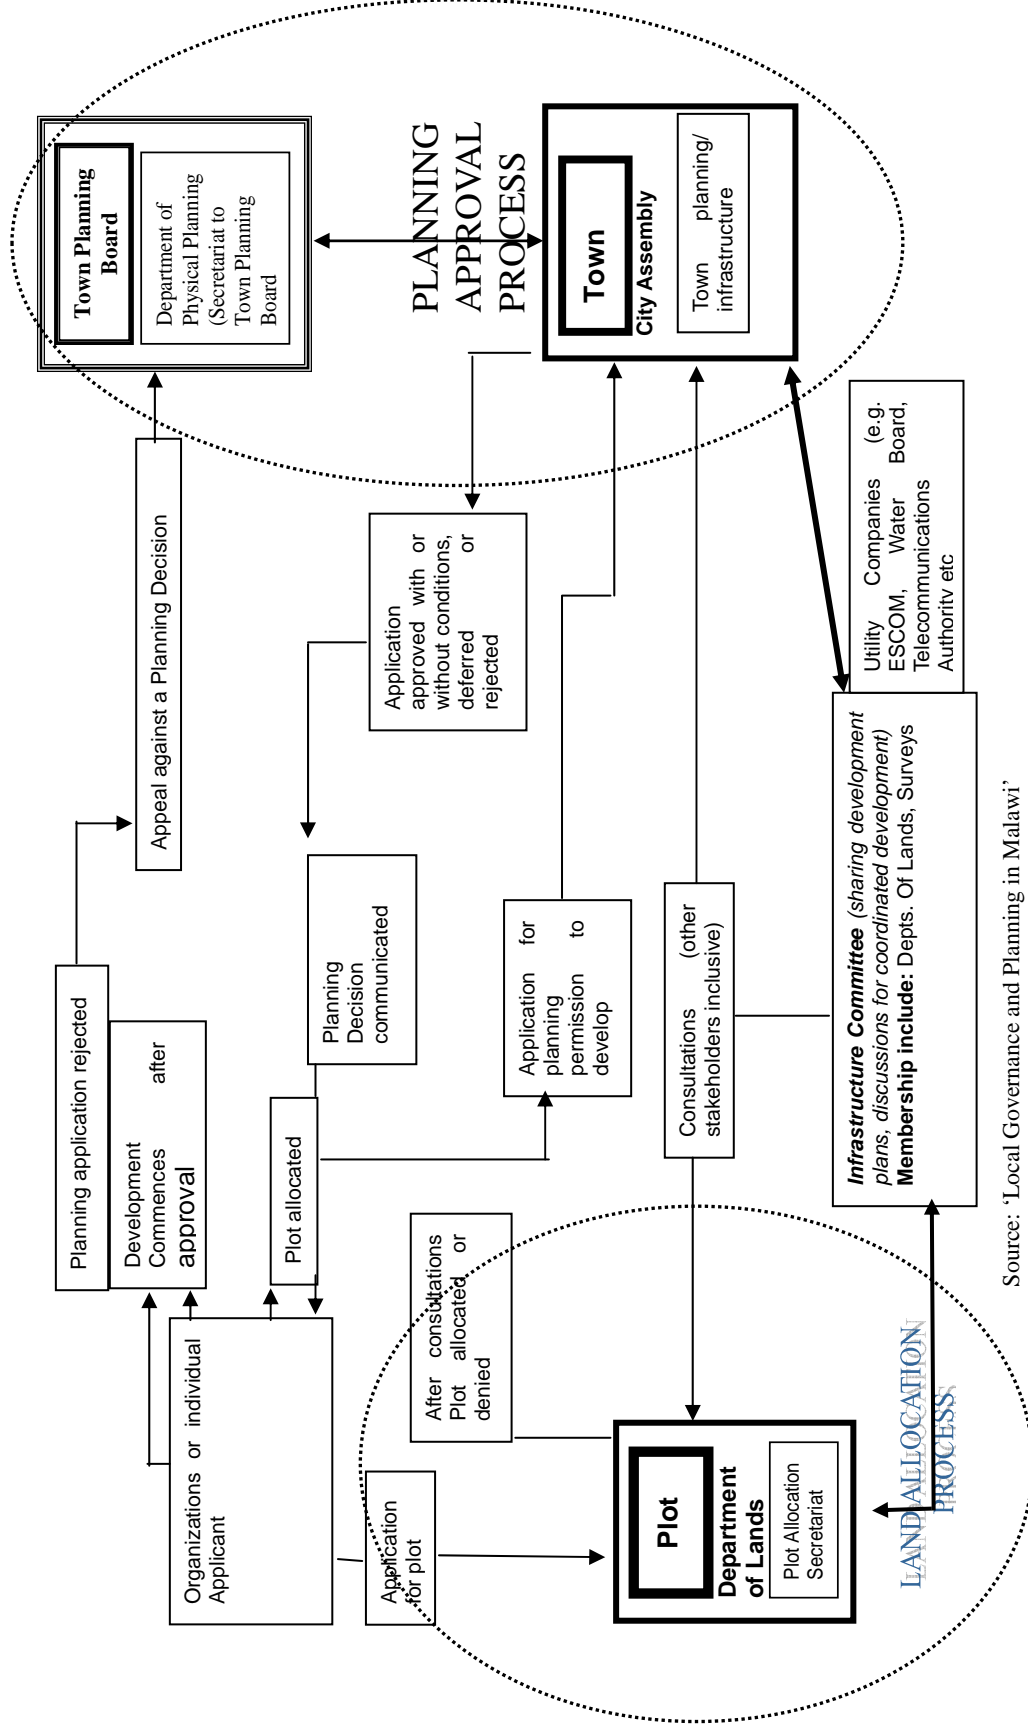 Town Planning
Board
Department of
Physical Planning
(Secretariat to
Town Planning
Board
PLANNING
APPROVAL
PROCESS
Town
City Assembly
Town planning/
infrastructure
Appeal against a Planning Decision
Application
approved with or
without conditions,
deferred or
rejected
Utility Companies (e.g.
ESCOM, Water Board,
Telecommunications
Authority etc
Planning application rejected
Development
Commences after
approval
Planning
Decision
communicated
Plot allocated
Application for
planning
permission to
develop
Consultations (other
stakeholders inclusive)
Infrastructure Committee (sharing development
plans, discussions for coordinated development)
Membership include: Depts. Of Lands, Surveys
Organizations or individual
Applicant
After consultations
Plot allocated or
denied
Application
for plot
Plot
Department
of Lands
Plot Allocation
Secretariat
LAND ALLOCATION
PROCESS
Source: ‘Local Governance and Planning in Malawi’